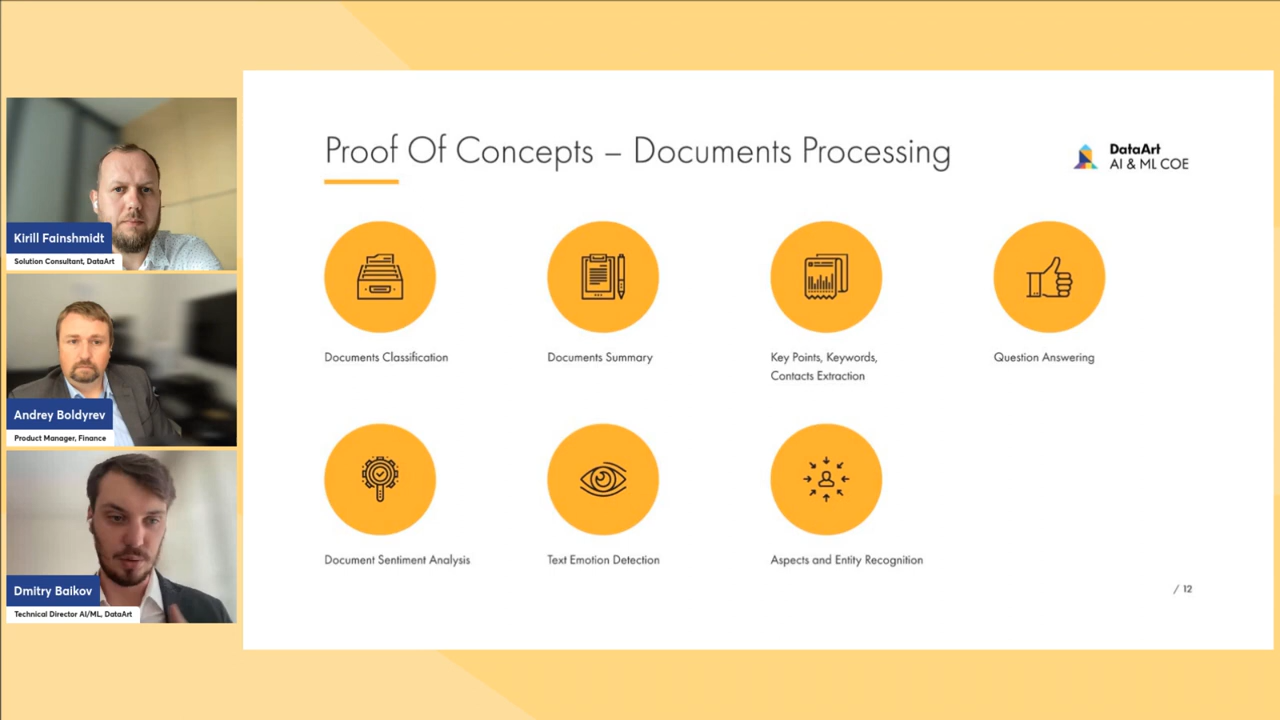 Kirill Fainshmidt
Solution Consultant, DataArt
Andrey Boldyrev
Product Manager, Finance
Dmitry Baikov
Technical Director AI/ML, DataArt
Proof Of Concepts – Documents Processing
DataArt
AI & ML COE
Documents Classification
Documents Summary
Key Points, Keywords,
Contacts Extraction
Question Answering
Document Sentiment Analysis
Text Emotion Detection
Aspects and Entity Recognition
/ 12